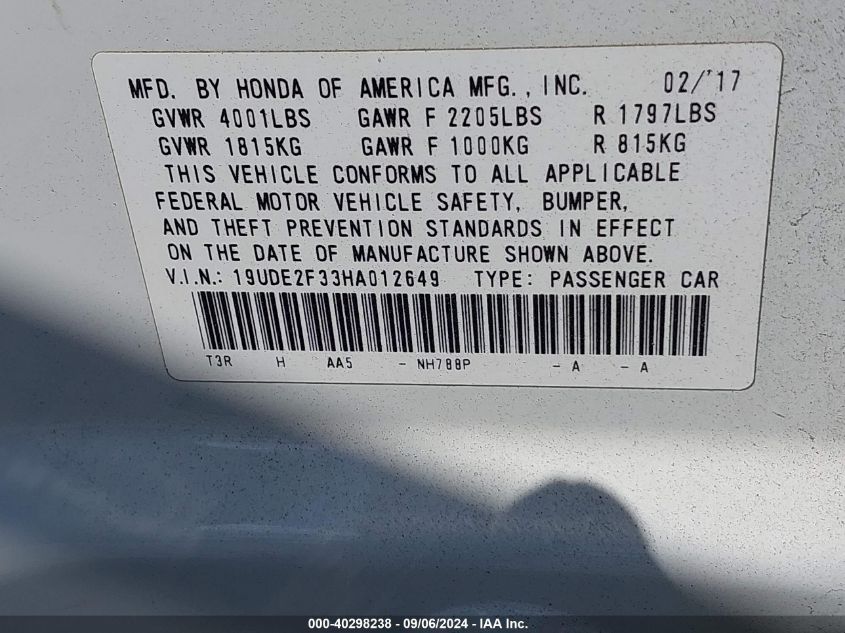 MFD. BY HONDA OF AMERICA MFG., INC. 02/'17
GVWR 4001LBS GAWR F 2205LBS R 1797LBS
GVWR 1815KG GAWR F 1000KG R 815KG
THIS VEHICLE CONFORMS TO ALL APPLICABLE
FEDERAL MOTOR VEHICLE SAFETY, BUMPER,
AND THEFT PREVENTION STANDARDS IN EFFECT
ON THE DATE OF MANUFACTURE SHOWN ABOVE.
V.I.N.: 19UDE2F33HA012649 TYPE: PASSENGER CAR
T3R H AA5 - NH788P - A - A
000-40298238 - 09/06/2024 - IAA Inc.